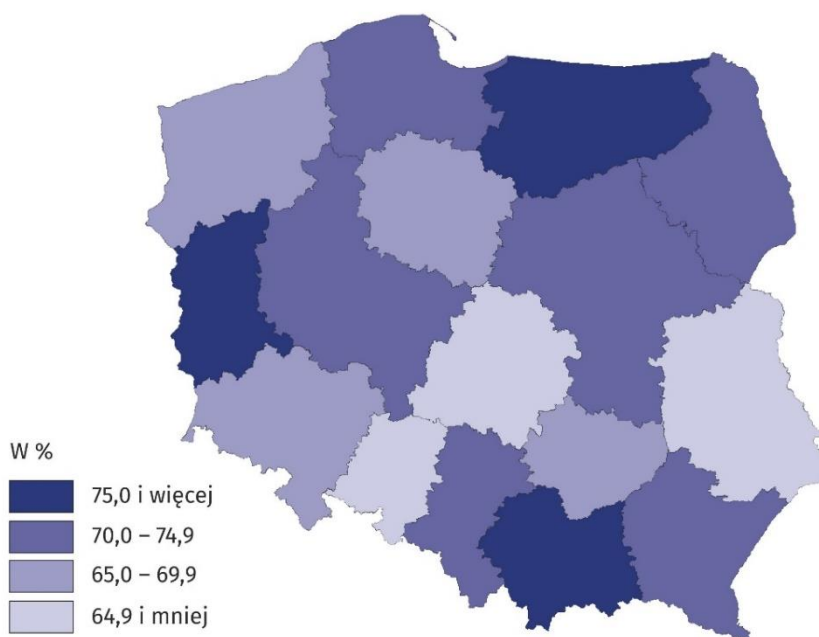 W %
75,0 i więcej
70,0 – 74,9
65,0 – 69,9
64,9 i mniej